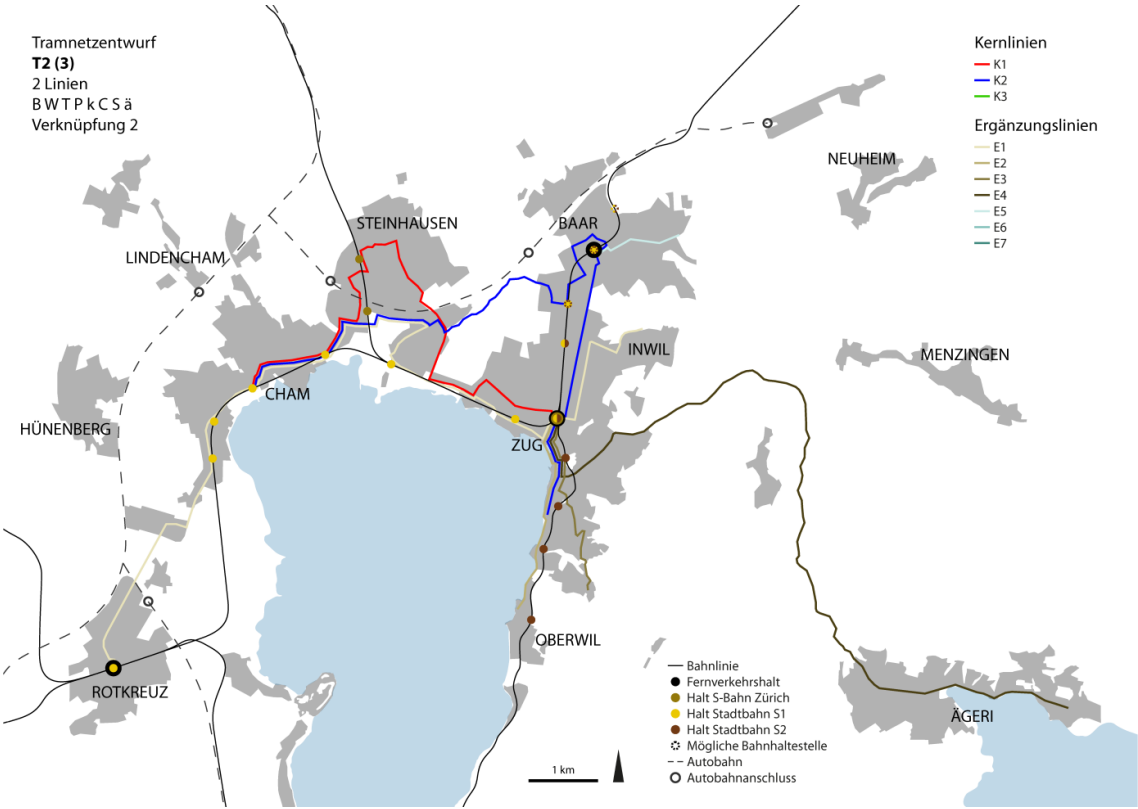 Tramnetzentwurf
T2 (3)
2 Linien
B W T P k C S ä
Verknüpfung 2
Kernlinien
K1
K2
K3
Ergänzungslinien
E1
E2
E3
E4
E5
E6
E7
NEUHEIM
STEINHAUSEN
BAAR
LINDENCHAM
INWIL
MENZINGEN
CHAM
HÜNENBERG
ZUG
OBERWIL
ROTKREUZ
ÄGERI
Bahnlinie
Fernverkehrshalt
Halt S-Bahn Zürich
Halt Stadtbahn S1
Halt Stadtbahn S2
Mögliche Bahnhaltestelle
Autobahn
Autobahnanschluss
1 km